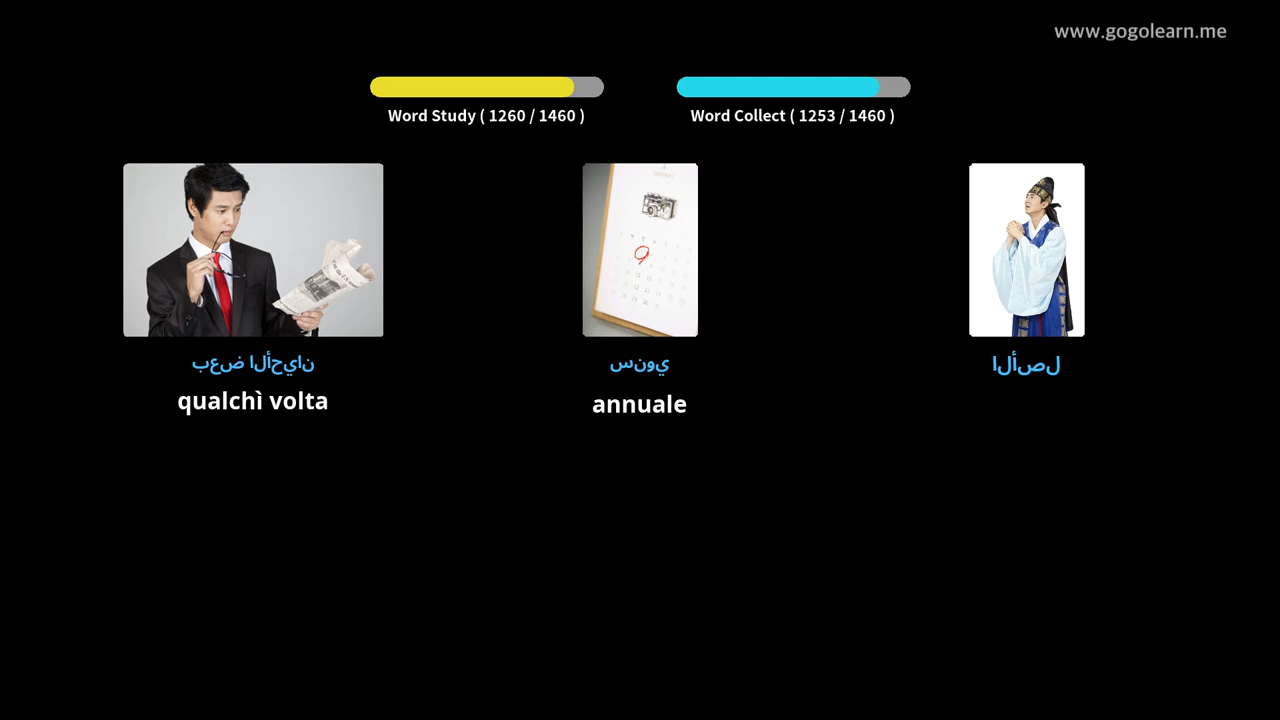 www.gogolearn.me
Word Study ( 1260 / 1460 )
Word Collect ( 1253 / 1460 )
بعض الأحيان
سنوي
الأصل
qualchì volta
annuale